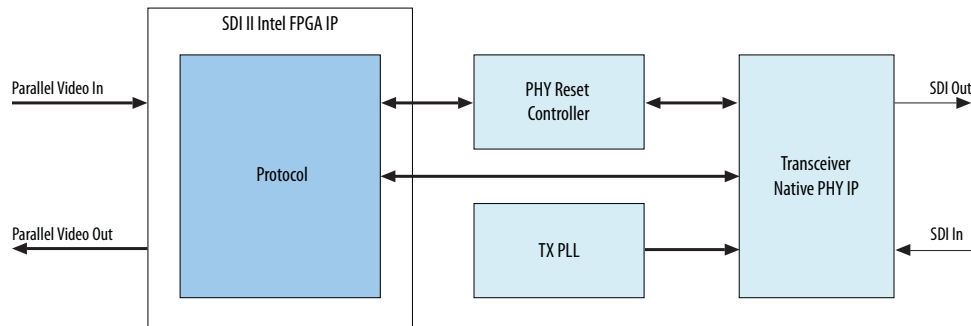 SDI II Intel FPGA IP
Parallel Video In
PHY Reset
Controller
SDI Out
Protocol
Transceiver
Native PHY IP
Parallel Video Out
TX PLL
SDI In